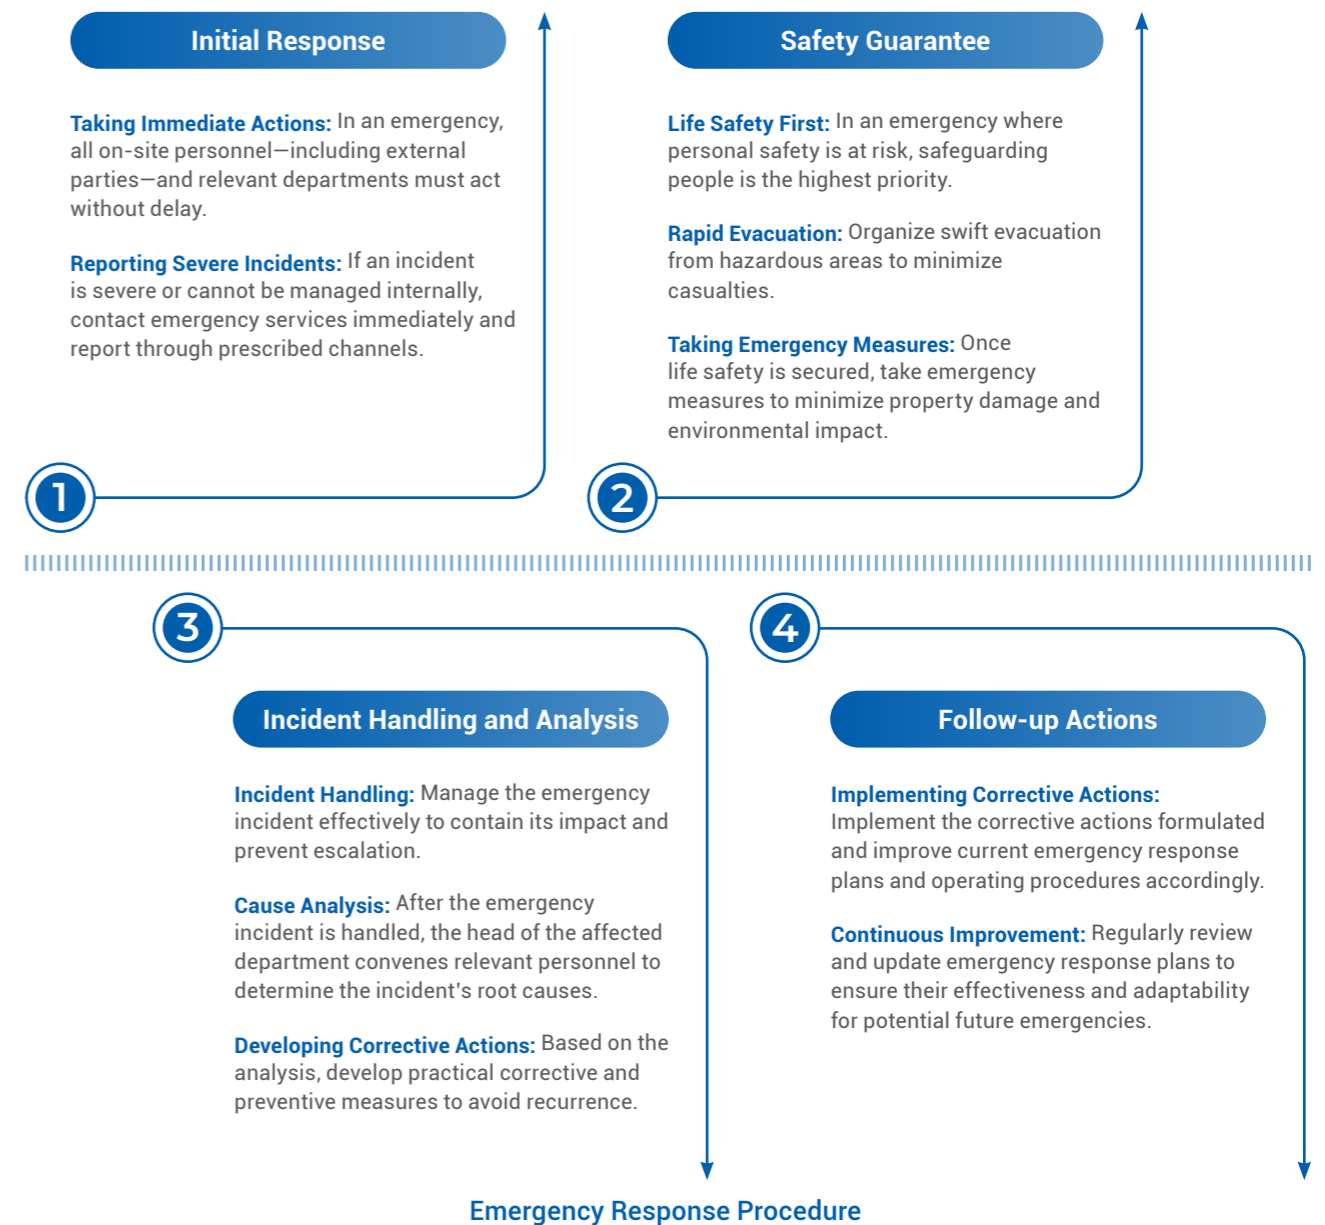 Initial Response
Taking Immediate Actions: In an emergency,
all on-site personnel—including external
parties—and relevant departments must act
without delay.
Reporting Severe Incidents: If an incident
is severe or cannot be managed internally,
contact emergency services immediately and
report through prescribed channels.
1
Safety Guarantee
Life Safety First: In an emergency where
personal safety is at risk, safeguarding
people is the highest priority.
Rapid Evacuation: Organize swift evacuation
from hazardous areas to minimize
casualties.
Taking Emergency Measures: Once
life safety is secured, take emergency
measures to minimize property damage and
environmental impact.
2
3
Incident Handling and Analysis
Incident Handling: Manage the emergency
incident effectively to contain its impact and
prevent escalation.
Cause Analysis: After the emergency
incident is handled, the head of the affected
department convenes relevant personnel to
determine the incident's root causes.
Developing Corrective Actions: Based on the
analysis, develop practical corrective and
preventive measures to avoid recurrence.
4
Follow-up Actions
Implementing Corrective Actions:
Implement the corrective actions formulated
and improve current emergency response
plans and operating procedures accordingly.
Continuous Improvement: Regularly review
and update emergency response plans to
ensure their effectiveness and adaptability
for potential future emergencies.
Emergency Response Procedure